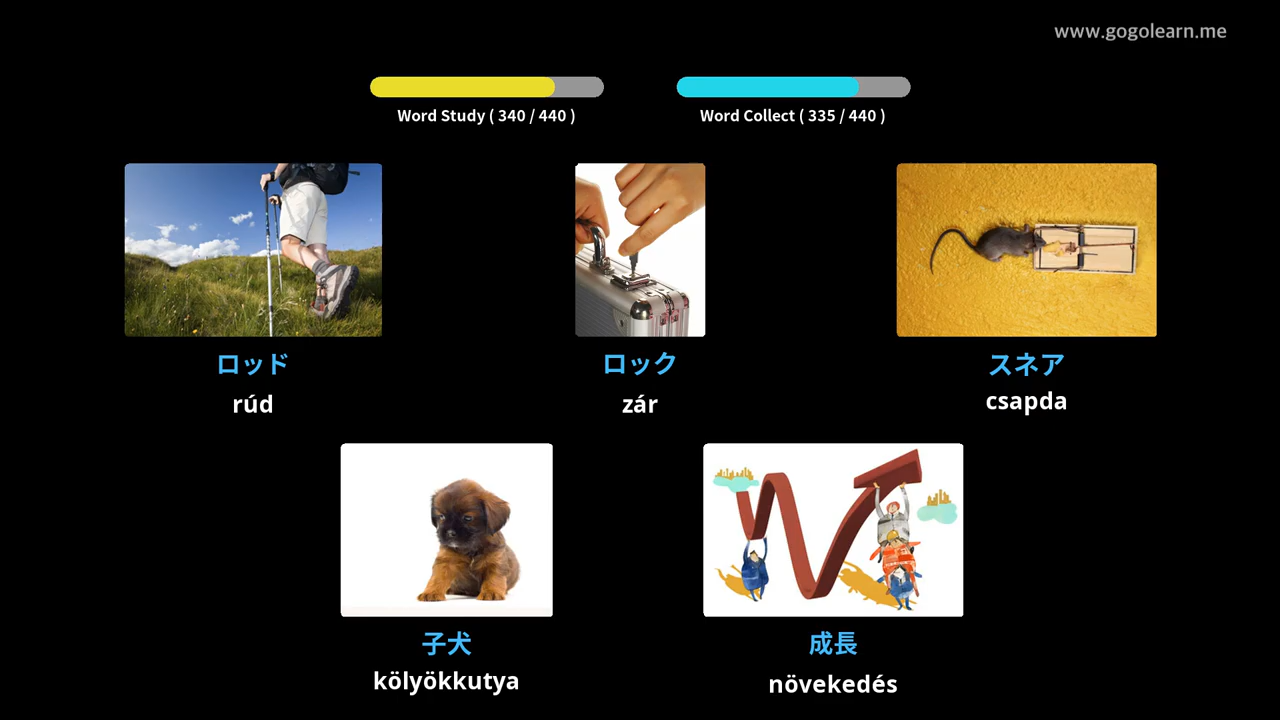 www.gogolearn.me
Word Study ( 340 / 440 )
Word Collect ( 335 / 440 )
ロッド
rúd
ロック
zár
スネア
csapda
子犬
kölyökkutya
成長
növekedés